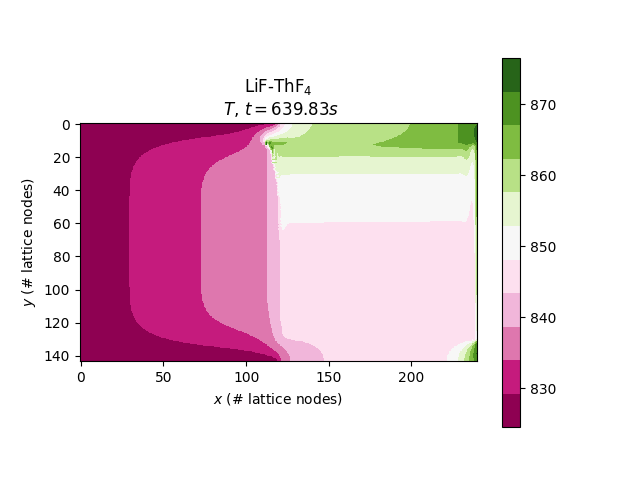 LiF-ThF₄
T, t = 639.83s
0
20
40
60
80
100
120
140
y (# lattice nodes)
0 50 100 150 200
x (# lattice nodes)
870
860
850
840
830